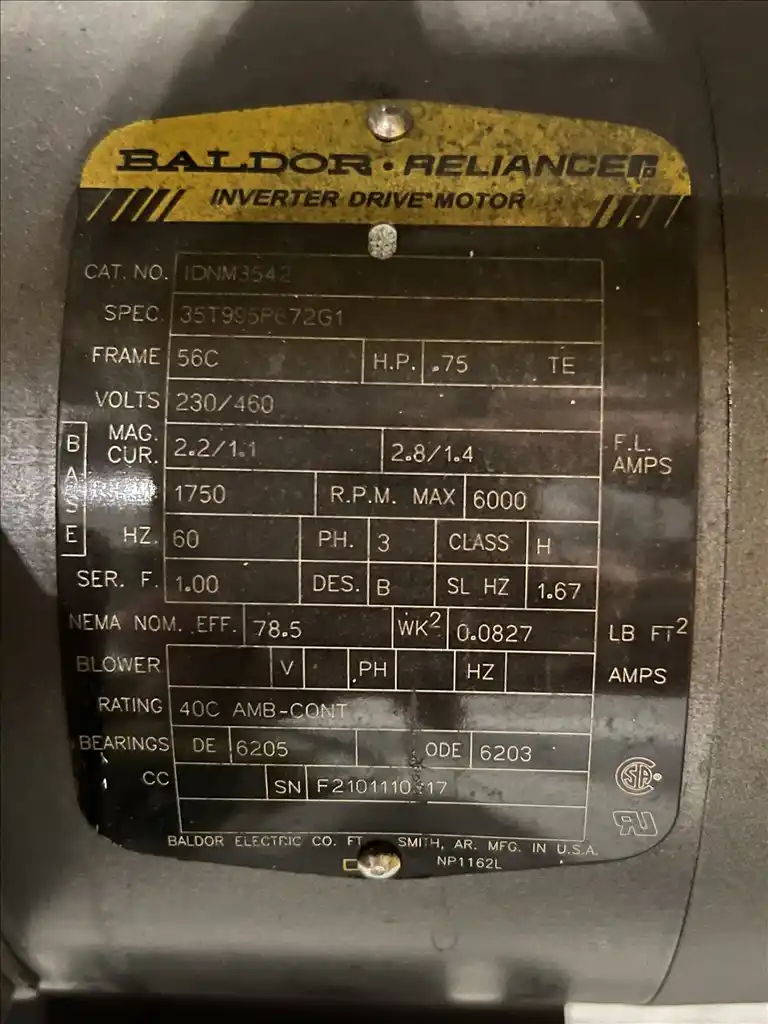 BALDOR · RELIANCE
INVERTER DRIVE MOTOR
CAT. NO. IDNM3542
SPEC.
FRAME 56C H.P. .75 TE
VOLTS 230/460
MAG. CUR. 2.2/1.1 2.8/1.4 F.L. AMPS
BASE
1750 R.P.M. MAX 6000
HZ. 60 PH. 3 CLASS H
SER. F. 1.00 DES. B SL HZ 1.67
NEMA NOM. EFF. 78.5 WK2 0.0827 LB FT2
BLOWER V PH HZ AMPS
RATING 40C AMB-CONT
BEARINGS DE 6205 ODE 6203
CC SN
BALDOR ELECTRIC CO. FT. SMITH, AR. MFG. IN U.S.A.
NP1162L